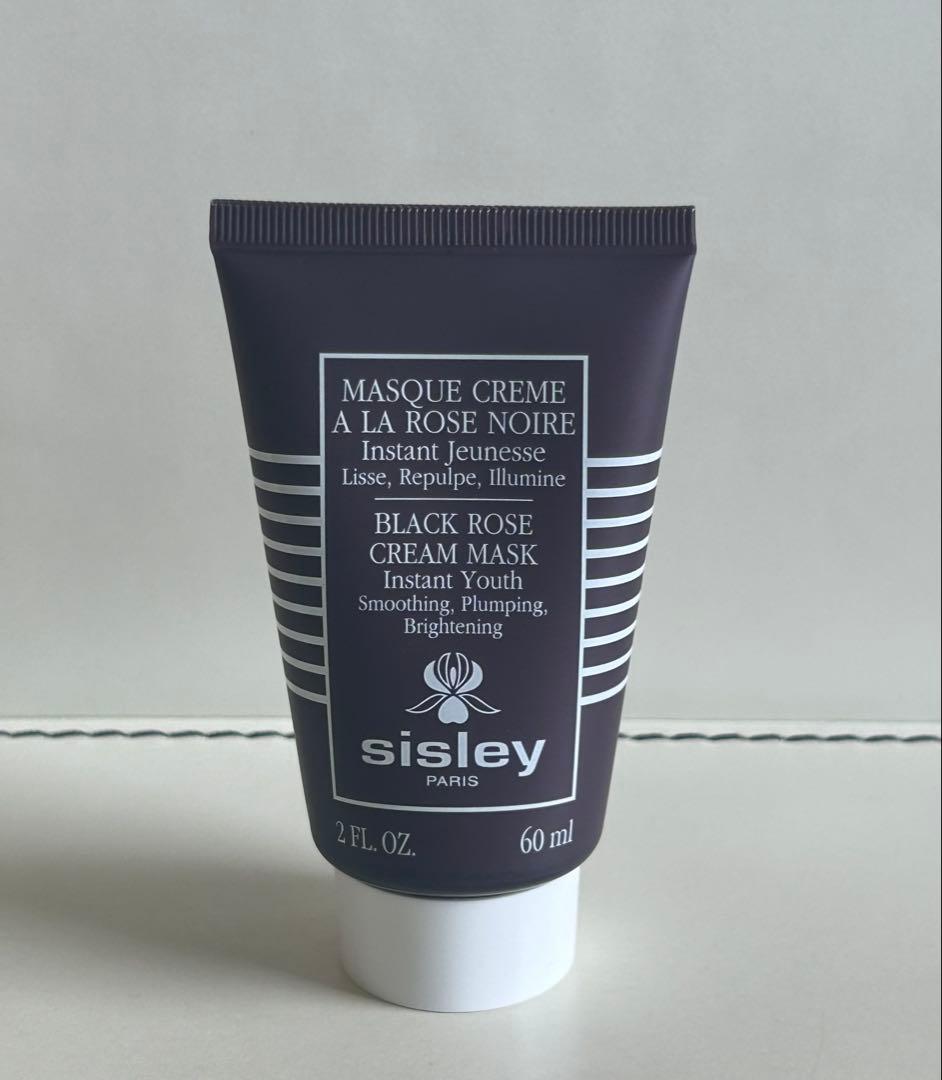 MASQUE CREME
A LA ROSE NOIRE
Instant Jeunesse
Lisse, Repulpe, Illumine
BLACK ROSE
CREAM MASK
Instant Youth
Smoothing, Plumping,
Brightening
sisley
PARIS
2 FL. OZ. 60 ml